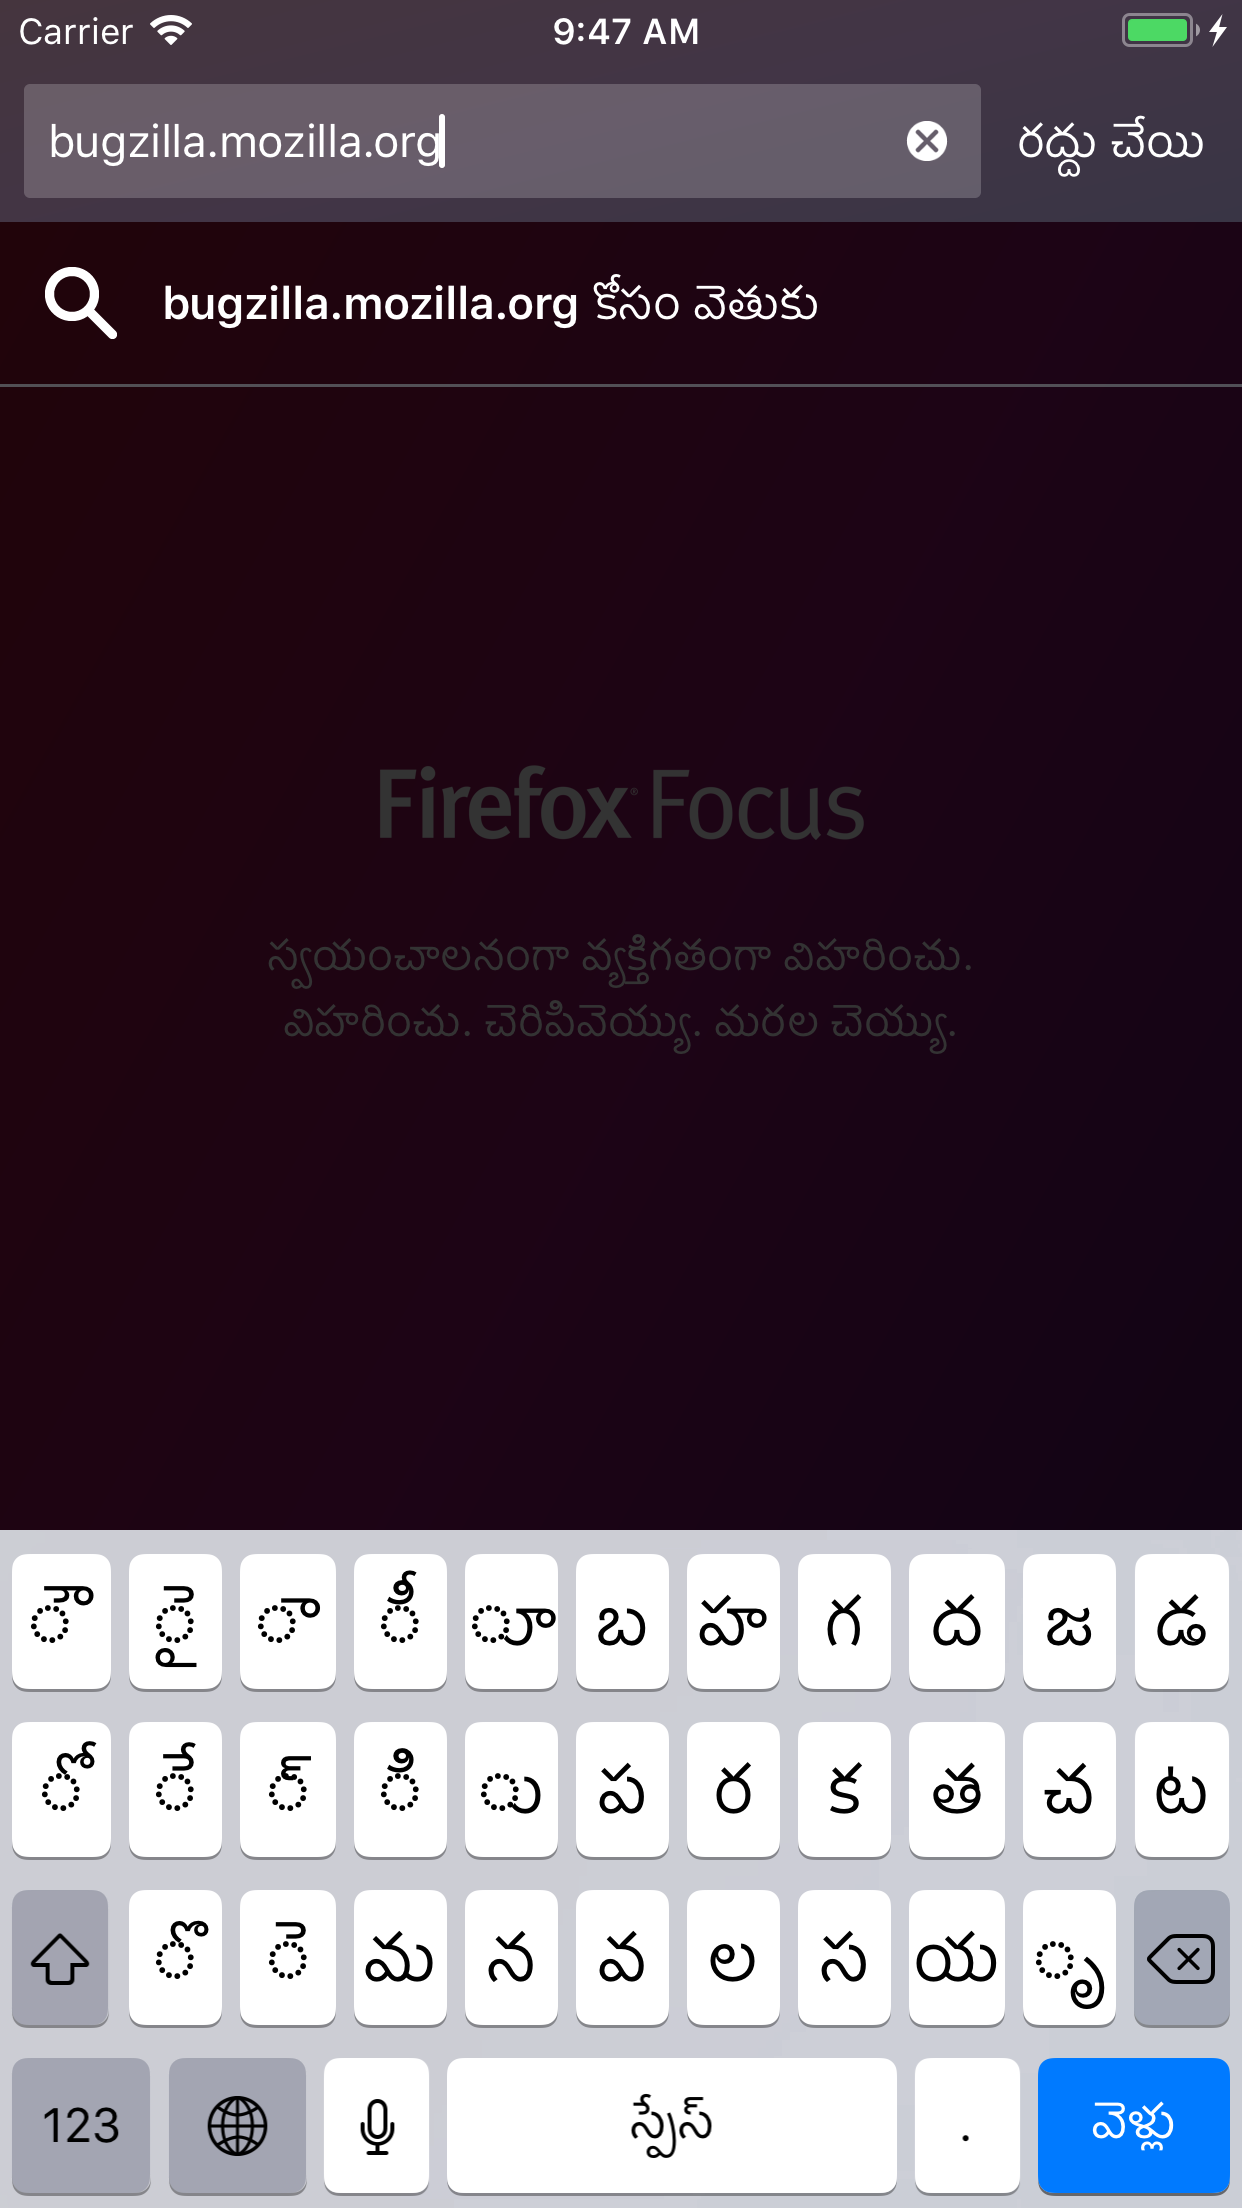 Carrier 9:47 AM
bugzilla.mozilla.org రద్దు చేయి
bugzilla.mozilla.org కోసం వెతుకు
Firefox® Focus
స్వయంచాలనంగా వ్యక్తిగతంగా విహరించు.
విహరించు. చెరిపివెయ్యు. మరల చెయ్యు.
ౌ ై ా ీ ూ బ హ గ ద జ డ
ో ే ్ ి ు ప ర క త చ ట
ొ ె మ న వ ల స య ృ
123 స్పేస్ . వెళ్లు